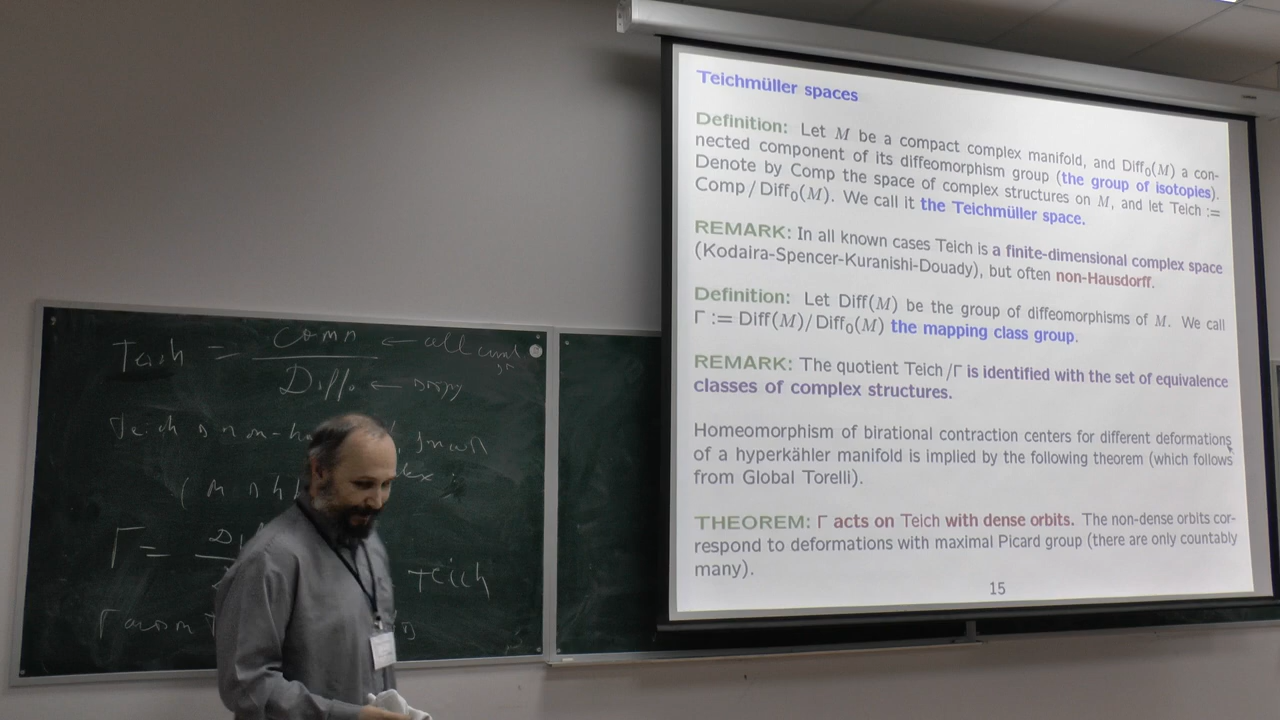 Teichmüller spaces
Definition: Let M be a compact complex manifold, and Diff₀(M) a con-
nected component of its diffeomorphism group (the group of isotopies).
Denote by Comp the space of complex structures on M, and let Teich :=
Comp / Diff₀(M). We call it the Teichmüller space.
REMARK: In all known cases Teich is a finite-dimensional complex space
(Kodaira-Spencer-Kuranishi-Douady), but often non-Hausdorff.
Definition: Let Diff(M) be the group of diffeomorphisms of M. We call
Γ := Diff(M)/Diff₀(M) the mapping class group.
REMARK: The quotient Teich/Γ is identified with the set of equivalence
classes of complex structures.
Homeomorphism of birational contraction centers for different deformations
of a hyperkähler manifold is implied by the following theorem (which follows
from Global Torelli).
THEOREM: Γ acts on Teich with dense orbits. The non-dense orbits cor-
respond to deformations with maximal Picard group (there are only countably
many).
15
Teich = Comp ← all
Diff₀ ←
Teich
Γ =
Teich
Γ